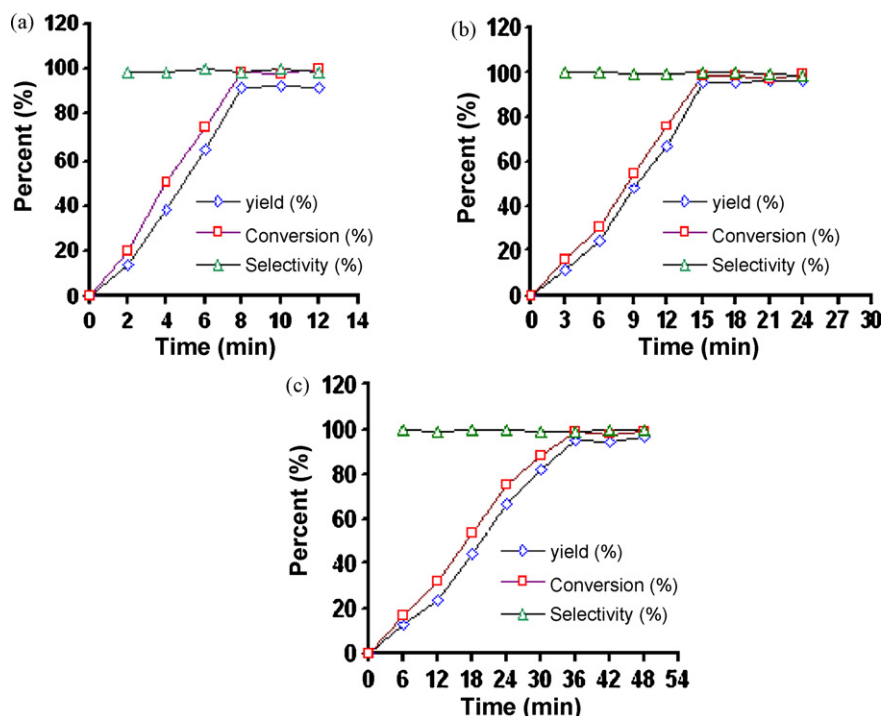 (a)
120
100
80
60
40
20
0
Percent (%)
yield (%)
Conversion (%)
Selectivity (%)
0 2 4 6 8 10 12 14
Time (min)
(b)
120
100
80
60
40
20
0
Percent (%)
yield (%)
Conversion (%)
Selectivity (%)
0 3 6 9 12 15 18 21 24 27 30
Time (min)
(c)
120
100
80
60
40
20
0
Percent (%)
yield (%)
Conversion (%)
Selectivity (%)
0 6 12 18 24 30 36 42 48 54
Time (min)